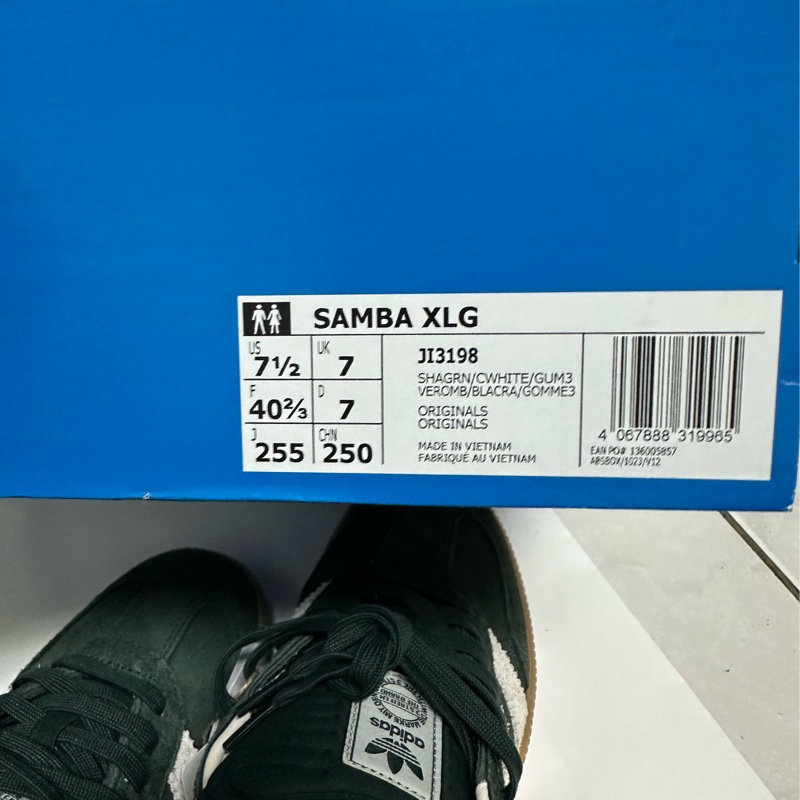 SAMBA XLG
US 7½ UK 7
F 40⅔ D 7
J 255 CHN 250
JI3198
SHAGRN/CWHITE/GUM3
VEROMB/BLACRA/GOMME3
ORIGINALS
ORIGINALS
MADE IN VIETNAM
FABRIQUÉ AU VIETNAM
4 067888 319965
EAN PO# 136005857
ABSBOX/1023/V12
adidas